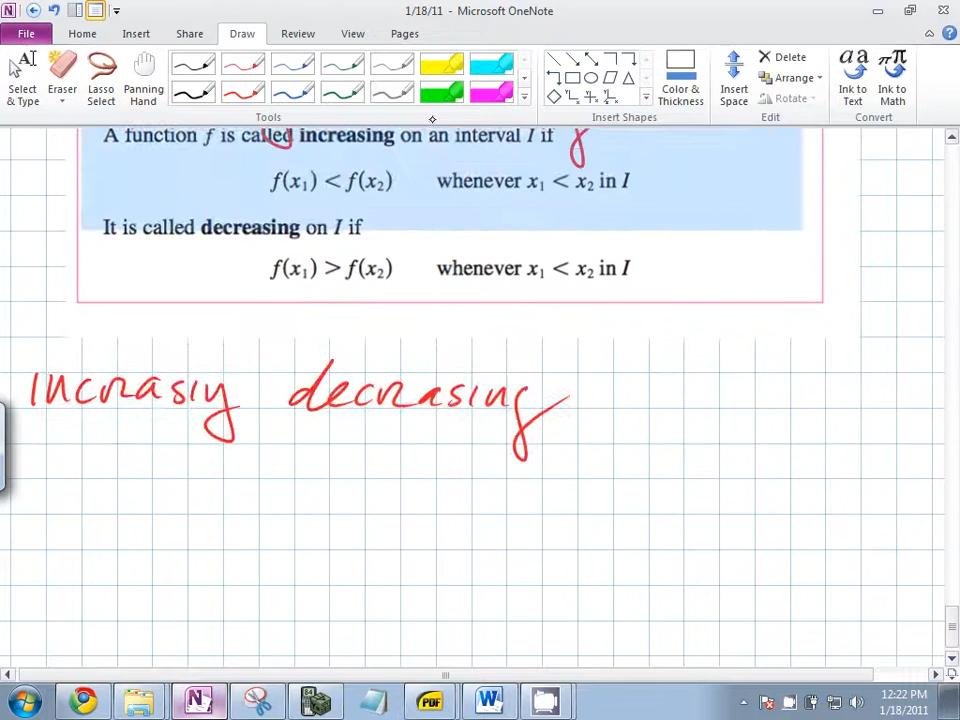 1/18/11 - Microsoft OneNote
File Home Insert Share Draw Review View Pages
Select & Type
Eraser
Lasso Select
Panning Hand
Color & Thickness
Insert Space
Delete
Arrange
Rotate
Ink to Text
Ink to Math
Tools
Insert Shapes
Edit
Convert
A function f is called increasing on an interval I if
f(x₁) < f(x₂) whenever x₁ < x₂ in I
It is called decreasing on I if
f(x₁) > f(x₂) whenever x₁ < x₂ in I
decreasing
12:22 PM
1/18/2011